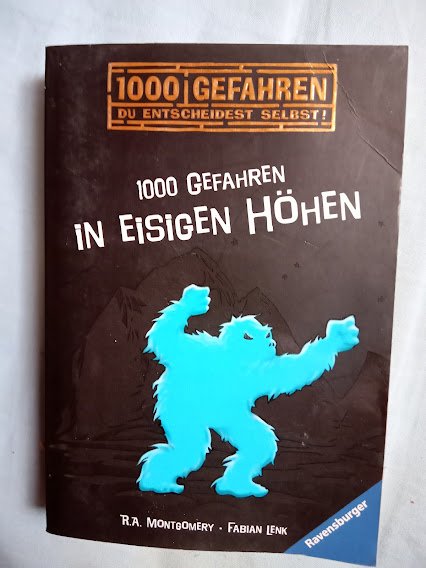 1000 GEFAHREN
DU ENTSCHEIDEST SELBST!
1000 GEFAHREN
IN EISIGEN HÖHEN
R.A. MONTGOMERY · FABIAN LENK
Ravensburger